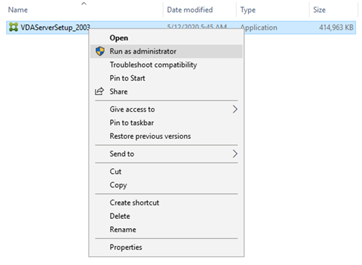 Name Date modified Type Size
VDAServerSetup_2003 5/12/2020 5:45 AM Application 414,963 KB
Open
Run as administrator
Troubleshoot compatibility
Pin to Start
Share
Give access to
Pin to taskbar
Restore previous versions
Send to
Cut
Copy
Create shortcut
Delete
Rename
Properties